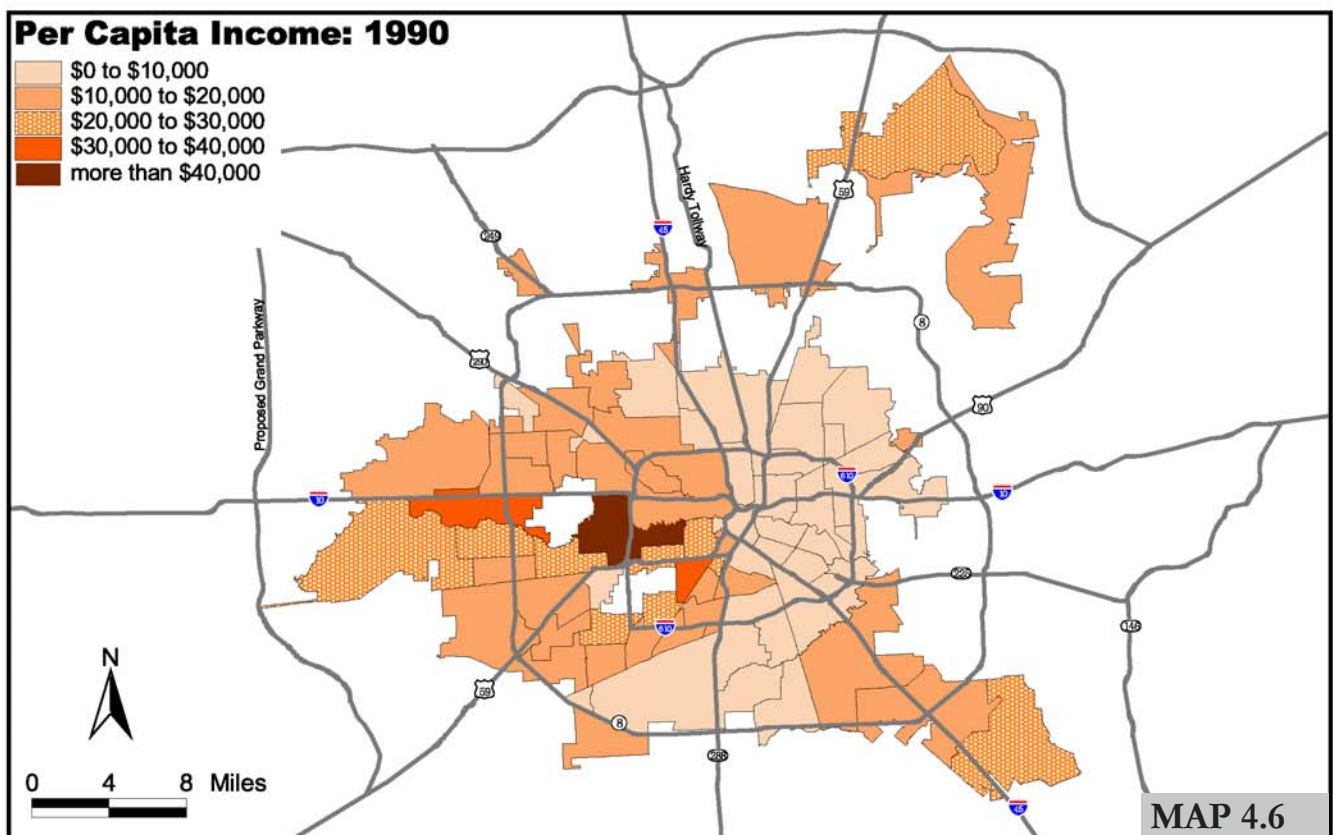 Per Capita Income: 1990
$0 to $10,000
$10,000 to $20,000
$20,000 to $30,000
$30,000 to $40,000
more than $40,000
Hardy Tollway
59
45
249
Proposed Grand Parkway
8
290
90
610
10
10
225
146
610
N
59
8
288
0 4 8 Miles
45
MAP 4.6